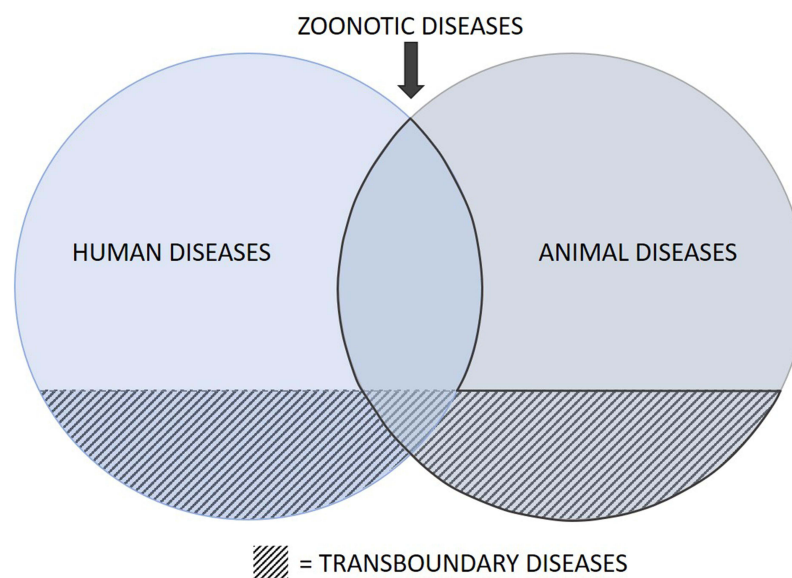 ZOONOTIC DISEASES
HUMAN DISEASES
ANIMAL DISEASES
= TRANSBOUNDARY DISEASES